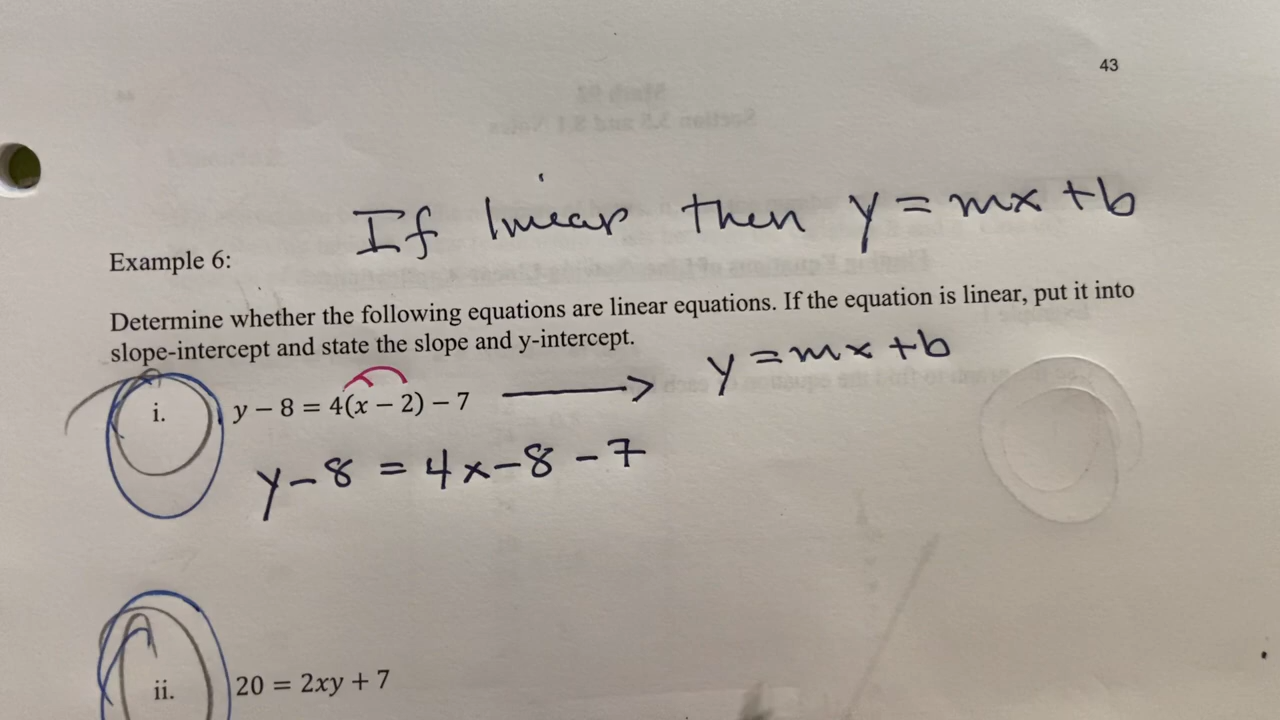 43
If linear then y = mx + b
Example 6:
Determine whether the following equations are linear equations. If the equation is linear, put it into
slope-intercept and state the slope and y-intercept.
y = mx + b
i. y − 8 = 4(x − 2) − 7
y − 8 = 4x − 8 − 7
ii. 20 = 2xy + 7